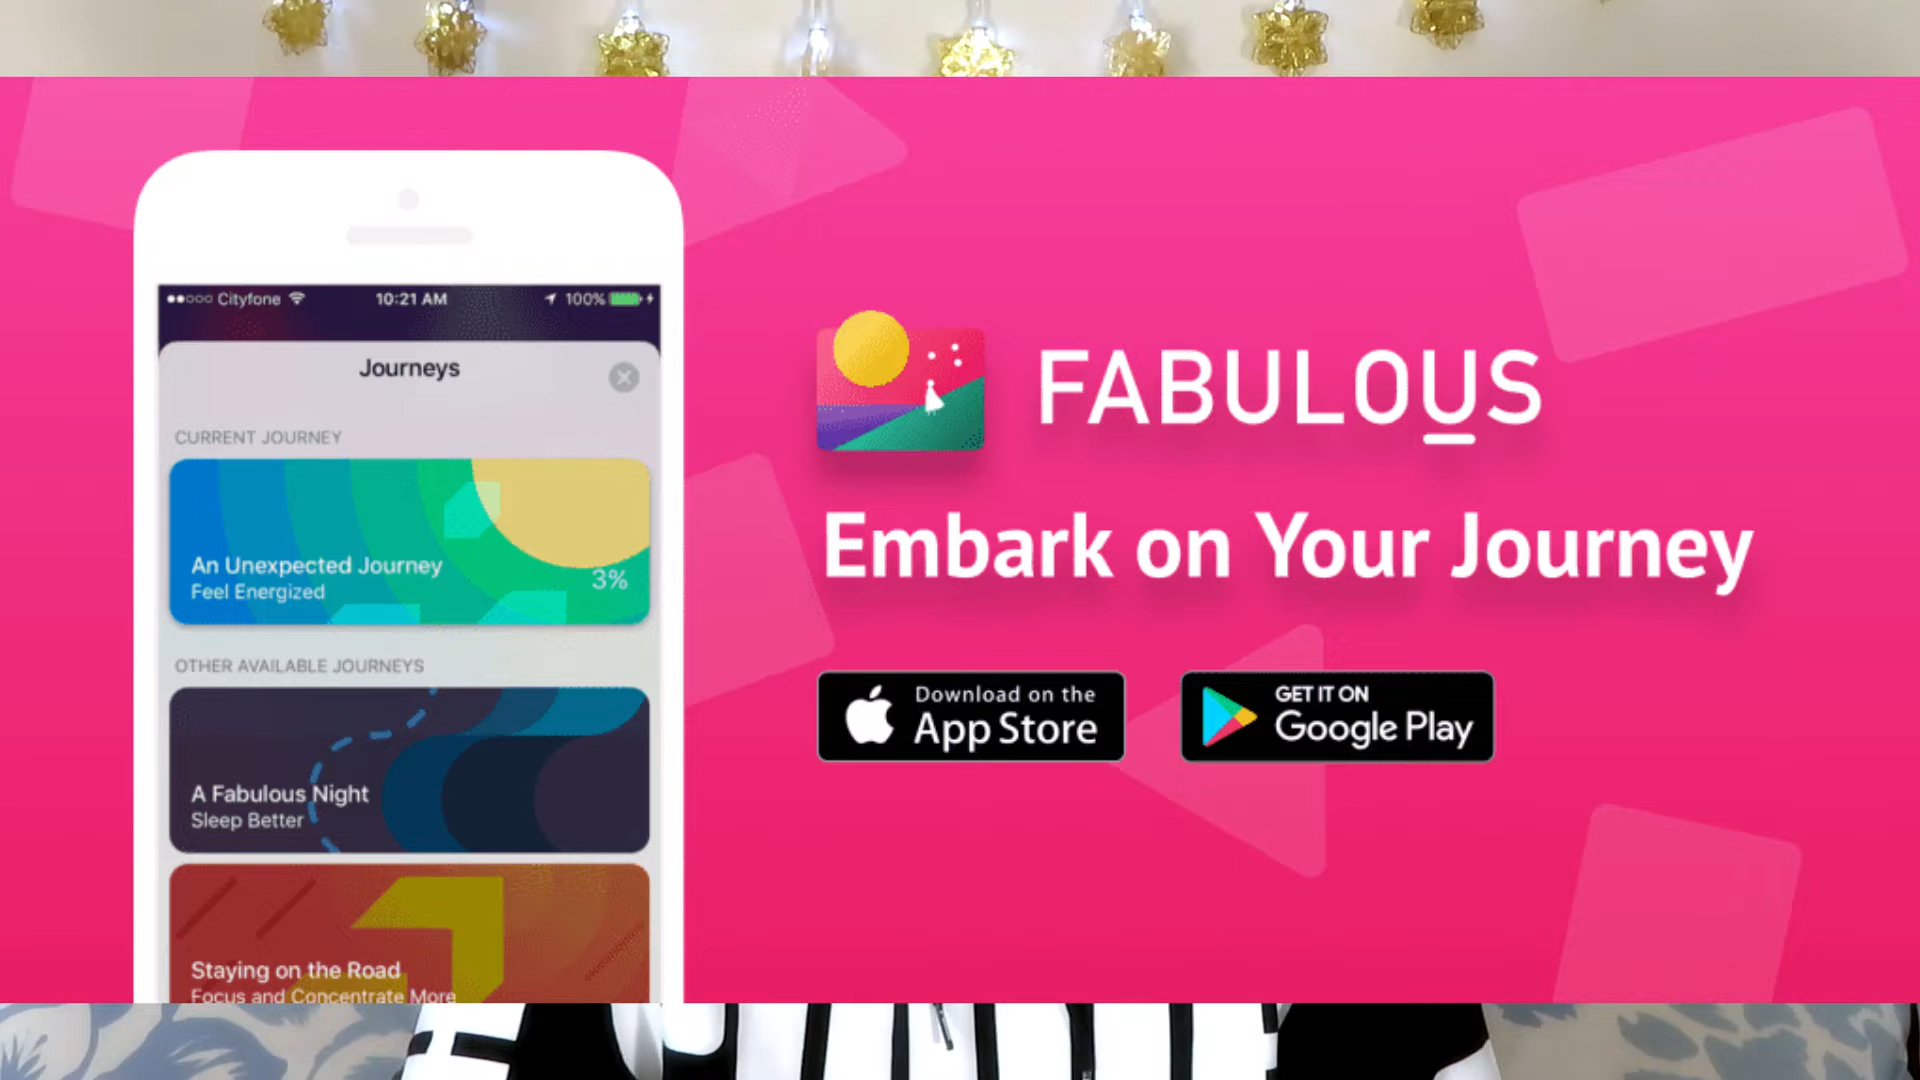 Cityfone 10:21 AM 100%
Journeys
CURRENT JOURNEY
An Unexpected Journey
Feel Energized
3%
OTHER AVAILABLE JOURNEYS
A Fabulous Night
Sleep Better
Staying on the Road
Focus and Concentrate More
FABULOUS
Embark on Your Journey
Download on the
App Store
GET IT ON
Google Play